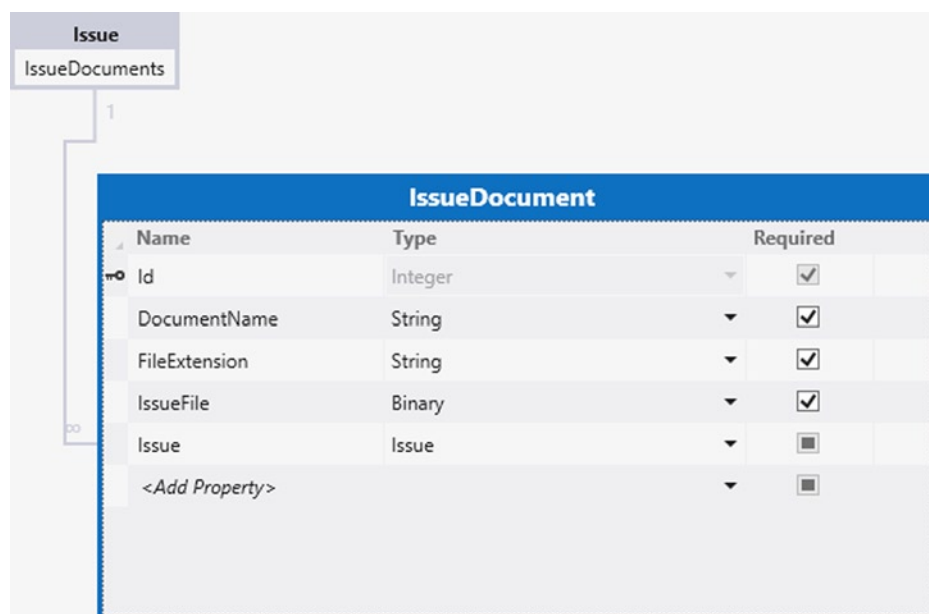 Issue
IssueDocuments
1
IssueDocument
Name Type Required
Id Integer
DocumentName String
FileExtension String
IssueFile Binary
∞
Issue Issue
<Add Property>